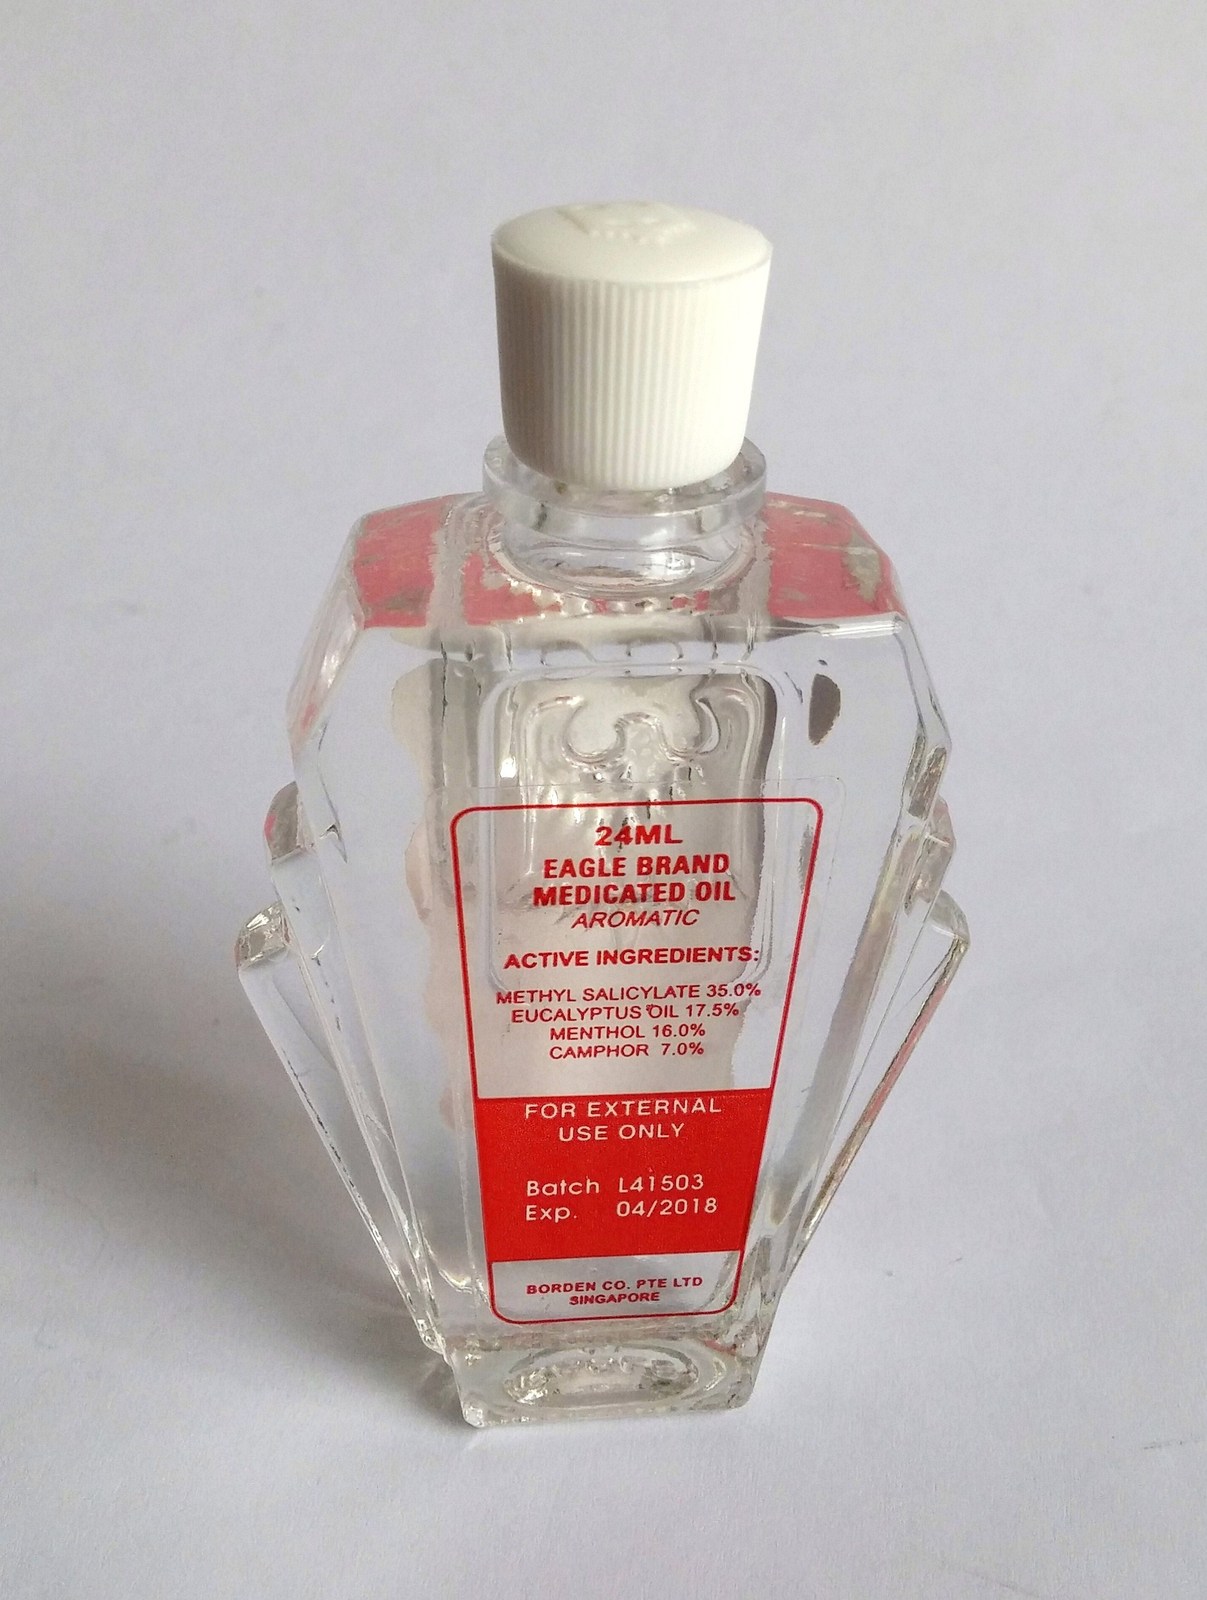 24ML
EAGLE BRAND
MEDICATED OIL
AROMATIC
ACTIVE INGREDIENTS:
METHYL SALICYLATE 35.0%
EUCALYPTUS OIL 17.5%
MENTHOL 16.0%
CAMPHOR 7.0%
FOR EXTERNAL
USE ONLY
Batch L41503
Exp. 04/2018
BORDEN CO. PTE LTD
SINGAPORE